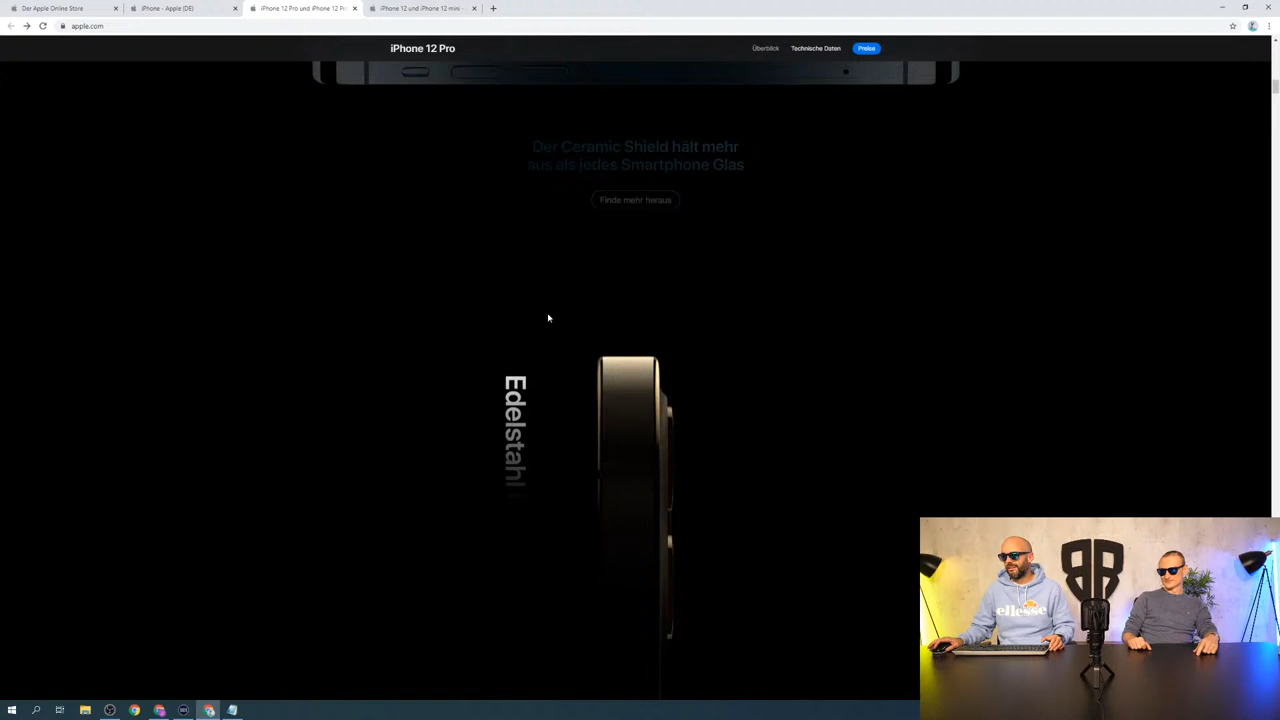 Der Apple Online Store
iPhone - Apple (DE)
iPhone 12 Pro und iPhone 12 Pr
iPhone 12 und iPhone 12 mini -
apple.com
iPhone 12 Pro
Überblick
Technische Daten
Preise
Der Ceramic Shield hält mehr
aus als jedes Smartphone Glas
Finde mehr heraus
Edelstahl
ellesse